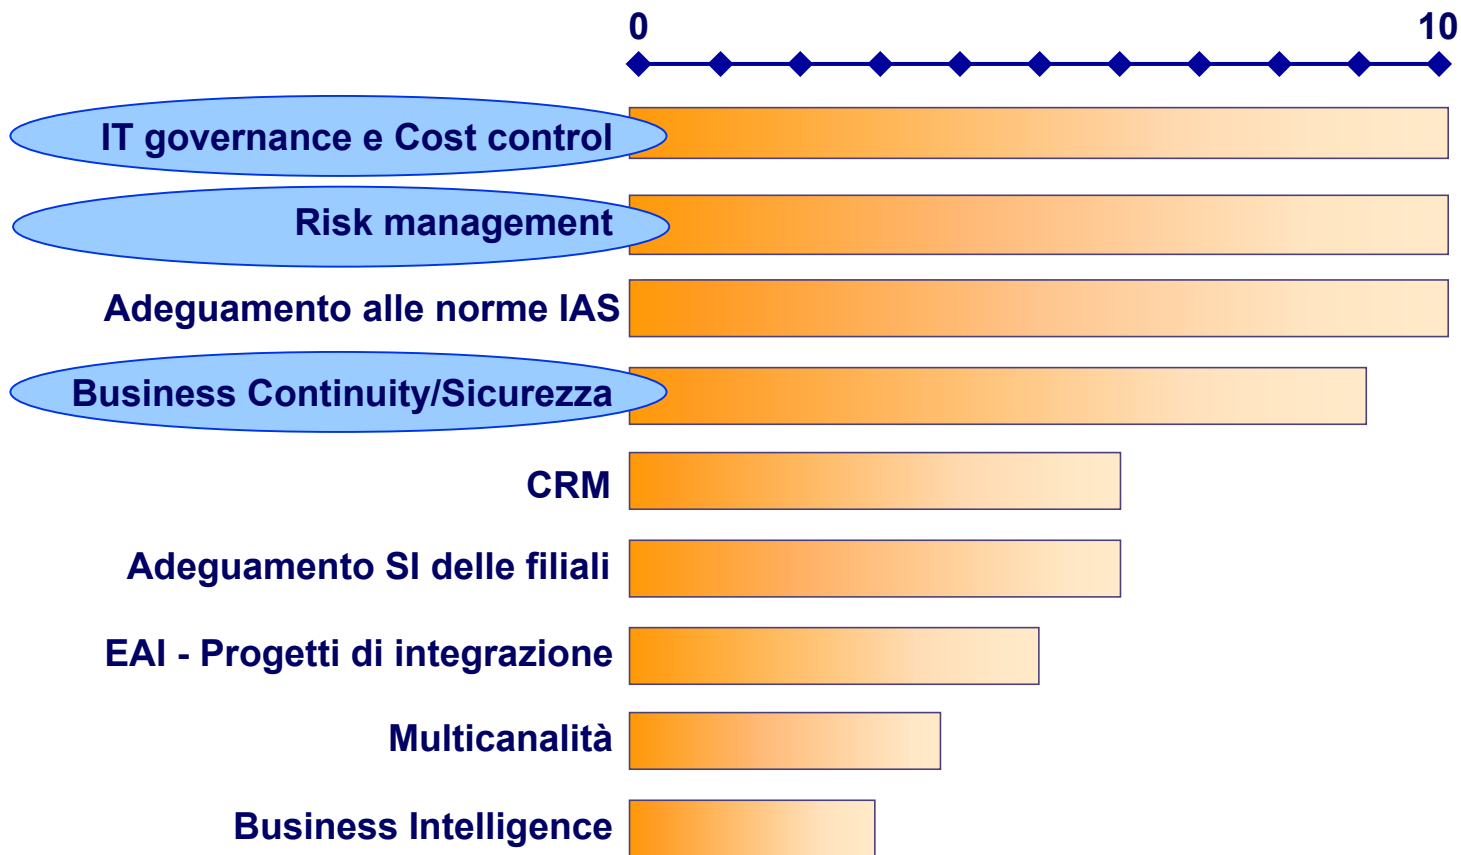 0 10
IT governance e Cost control
Risk management
Adeguamento alle norme IAS
Business Continuity/Sicurezza
CRM
Adeguamento SI delle filiali
EAI - Progetti di integrazione
Multicanalità
Business Intelligence